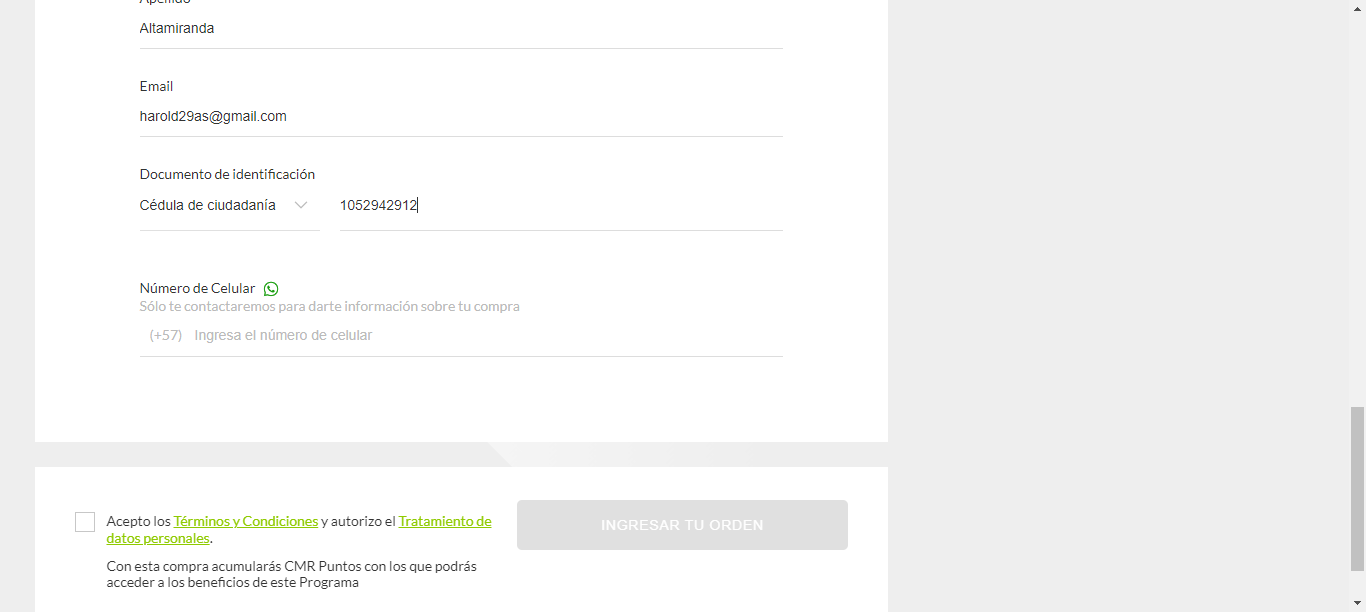 Apellido
Altamiranda
Email
harold29as@gmail.com
Documento de identificación
Cédula de ciudadanía 1052942912
Número de Celular
Sólo te contactaremos para darte información sobre tu compra
(+57) Ingresa el número de celular
Acepto los Términos y Condiciones y autorizo el Tratamiento de
datos personales.
INGRESAR TU ORDEN
Con esta compra acumularás CMR Puntos con los que podrás
acceder a los beneficios de este Programa